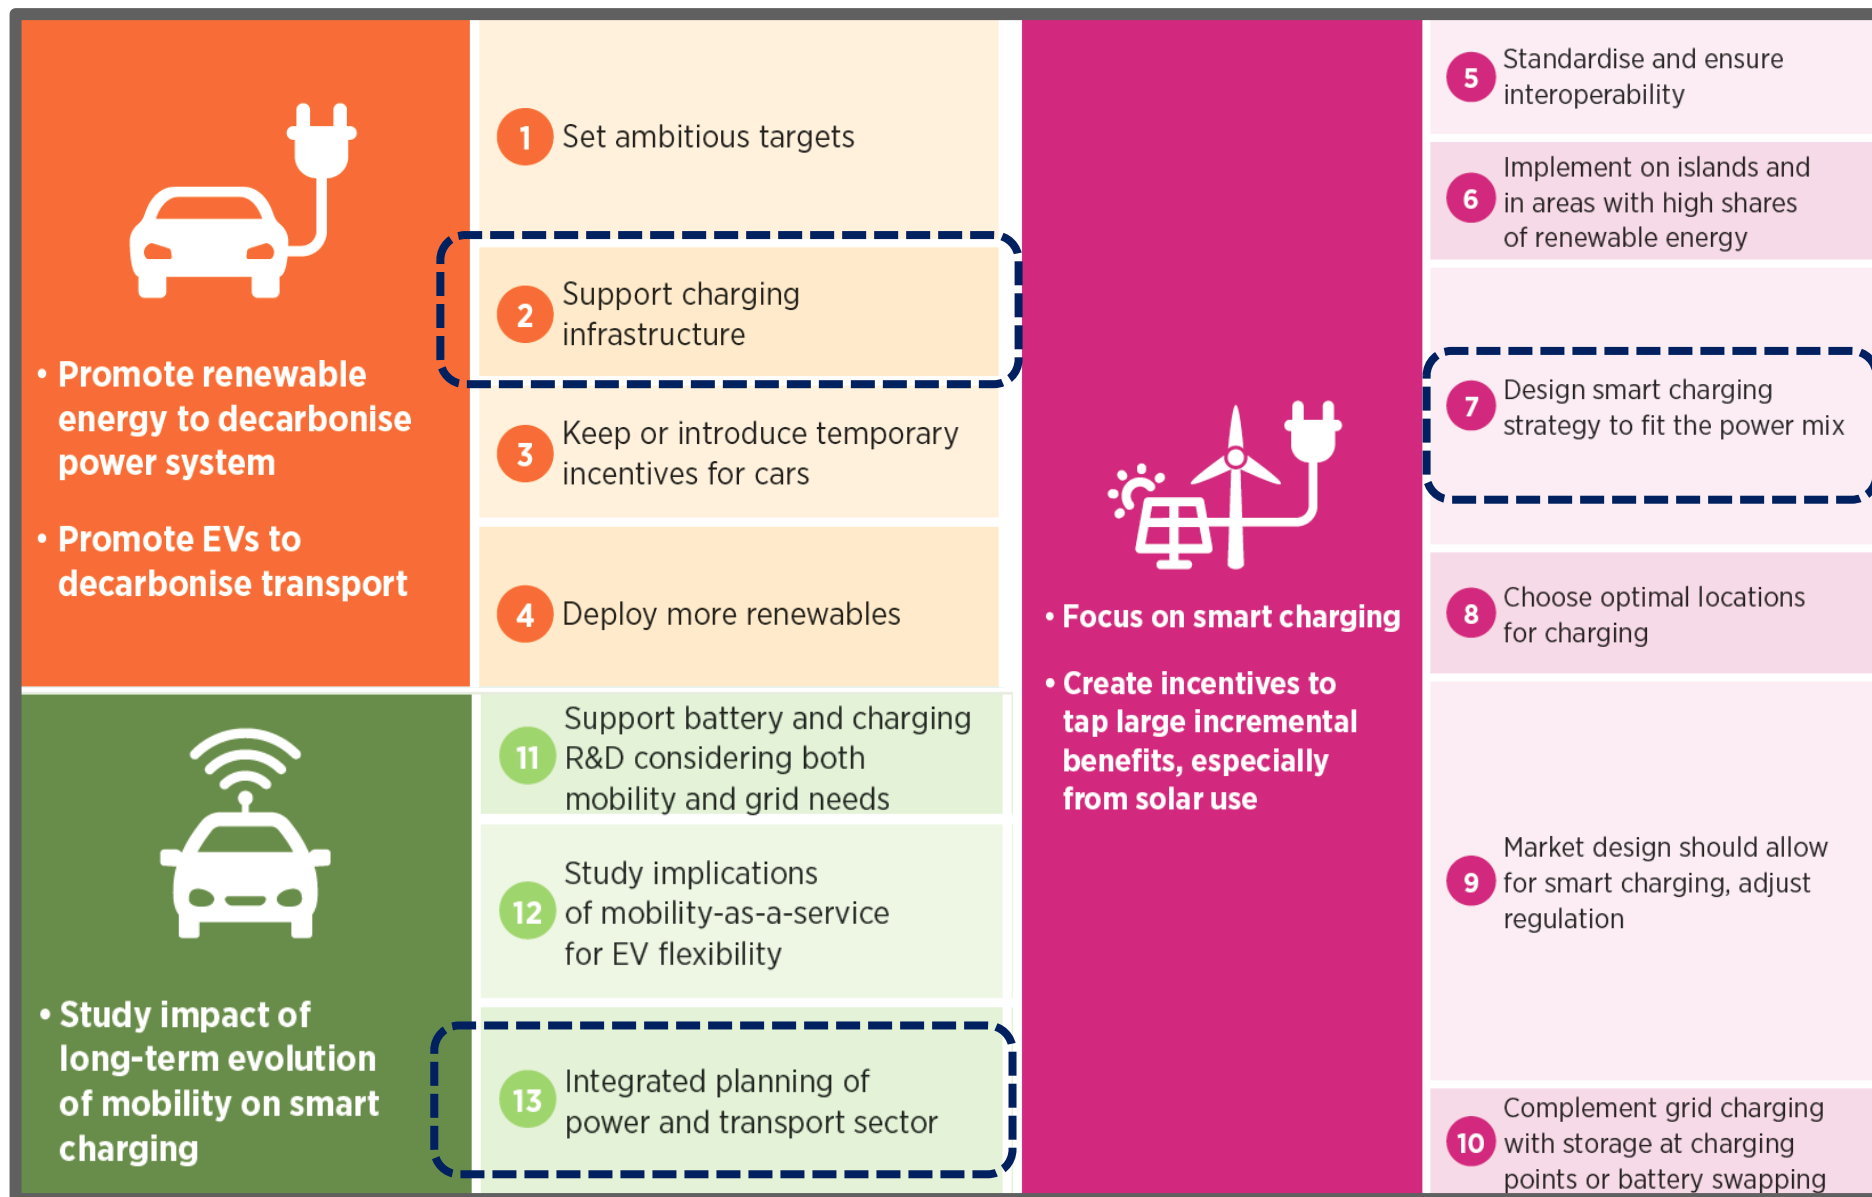 • Promote renewable
energy to decarbonise
power system
• Promote EVs to
decarbonise transport
1 Set ambitious targets
2 Support charging
infrastructure
3 Keep or introduce temporary
incentives for cars
4 Deploy more renewables
• Study impact of
long-term evolution
of mobility on smart
charging
11 Support battery and charging
R&D considering both
mobility and grid needs
12 Study implications
of mobility-as-a-service
for EV flexibility
13 Integrated planning of
power and transport sector
• Focus on smart charging
• Create incentives to
tap large incremental
benefits, especially
from solar use
5 Standardise and ensure
interoperability
6 Implement on islands and
in areas with high shares
of renewable energy
7 Design smart charging
strategy to fit the power mix
8 Choose optimal locations
for charging
9 Market design should allow
for smart charging, adjust
regulation
10 Complement grid charging
with storage at charging
points or battery swapping